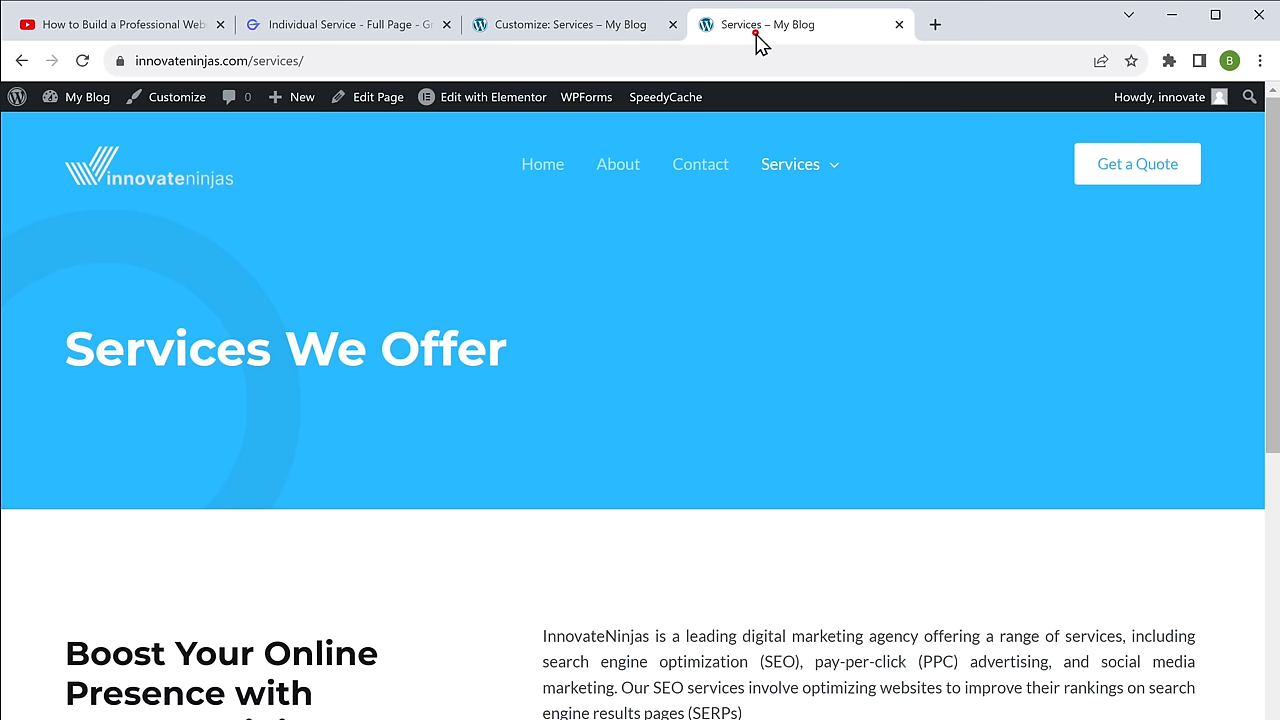 How to Build a Professional Web
Individual Service - Full Page - Gr
Customize: Services – My Blog
Services – My Blog
innovateninjas.com/services/
B
My Blog
Customize
0
New
Edit Page
Edit with Elementor
WPForms
SpeedyCache
Howdy, innovate
innovateninjas
Home
About
Contact
Services
Get a Quote
Services We Offer
Boost Your Online
Presence with
InnovateNinjas is a leading digital marketing agency offering a range of services, including
search engine optimization (SEO), pay-per-click (PPC) advertising, and social media
marketing. Our SEO services involve optimizing websites to improve their rankings on search
engine results pages (SERPs)